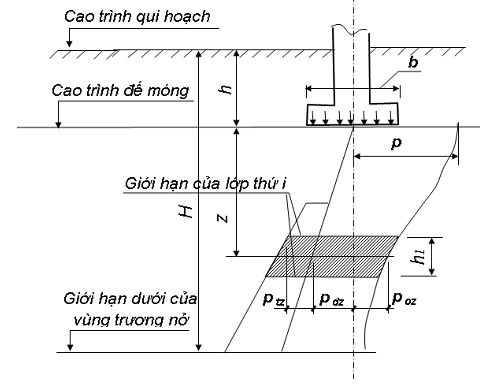 Cao trình qui hoạch
b
Cao trình đế móng
h
p
Giới hạn của lớp thứ i
H
z
h1
Giới hạn dưới của
vùng trương nở
ptz
pdz
poz